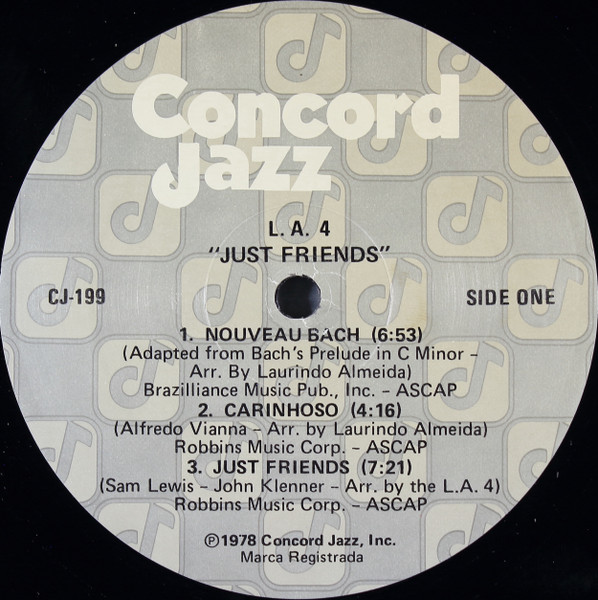 Concord
Jazz
L. A. 4
"JUST FRIENDS"
CJ-199
SIDE ONE
1. NOUVEAU BACH (6:53)
(Adapted from Bach's Prelude in C Minor –
Arr. By Laurindo Almeida)
Brazilliance Music Pub., Inc. – ASCAP
2. CARINHOSO (4:16)
(Alfredo Vianna – Arr. by Laurindo Almeida)
Robbins Music Corp. – ASCAP
3. JUST FRIENDS (7:21)
(Sam Lewis – John Klenner – Arr. by the L.A. 4)
Robbins Music Corp. – ASCAP
℗1978 Concord Jazz, Inc.
Marca Registrada